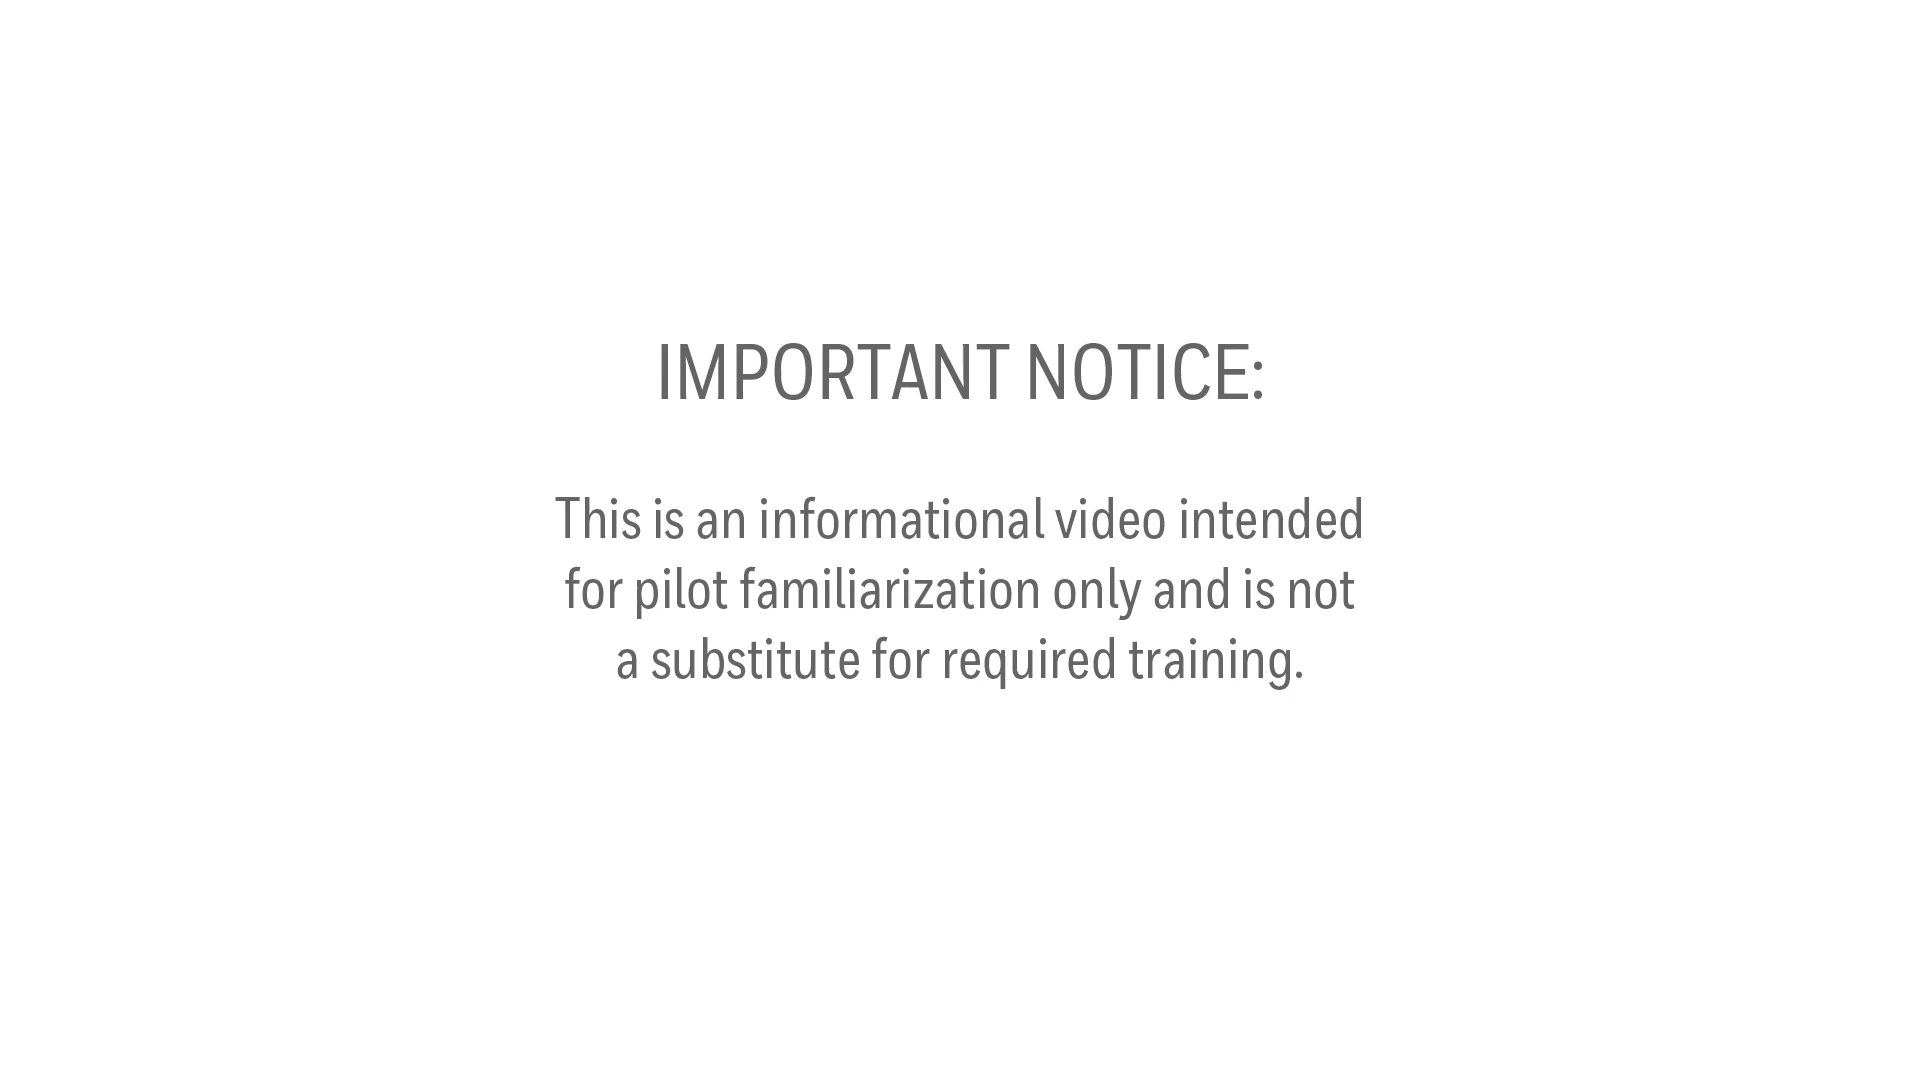 IMPORTANT NOTICE:
This is an informational video intended
for pilot familiarization only and is not
a substitute for required training.